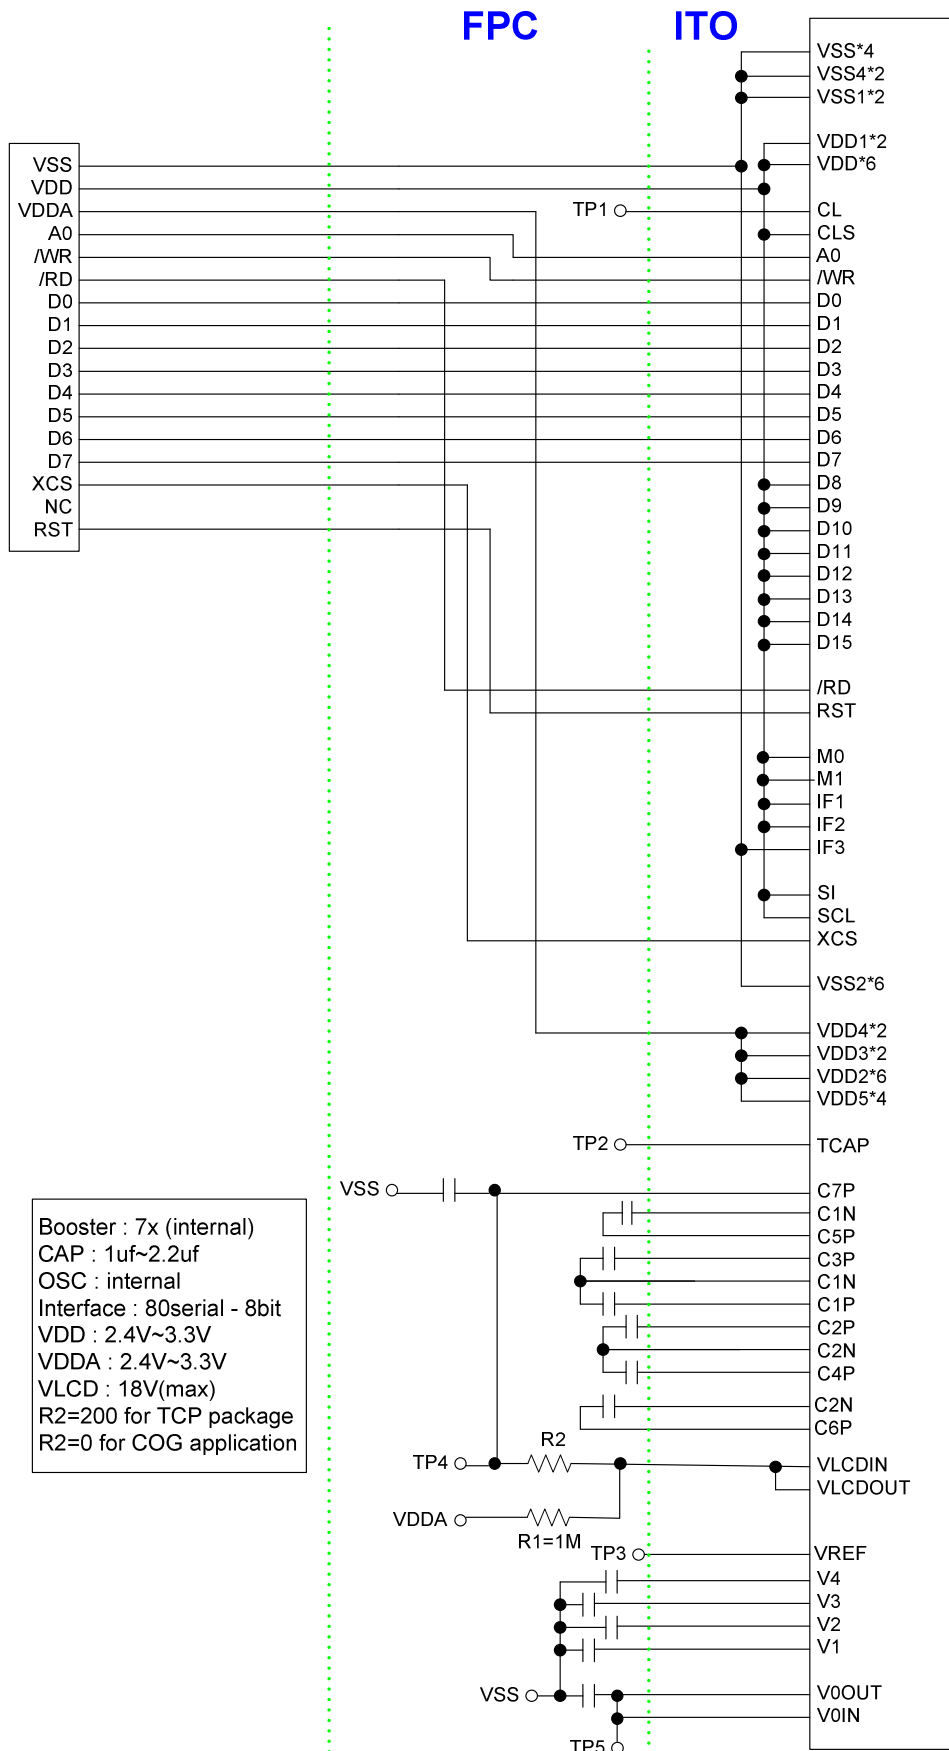 FPC
ITO
VSS
VDD
VDDA
A0
/WR
/RD
D0
D1
D2
D3
D4
D5
D6
D7
XCS
NC
RST
TP1
VSS*4
VSS4*2
VSS1*2
VDD1*2
VDD*6
CL
CLS
A0
/WR
D0
D1
D2
D3
D4
D5
D6
D7
D8
D9
D10
D11
D12
D13
D14
D15
/RD
RST
M0
M1
IF1
IF2
IF3
SI
SCL
XCS
VSS2*6
VDD4*2
VDD3*2
VDD2*6
VDD5*4
TP2
TCAP
VSS
C7P
C1N
C5P
C3P
C1N
C1P
C2P
C2N
C4P
C2N
C6P
Booster : 7x (internal)
CAP : 1uf~2.2uf
OSC : internal
Interface : 80serial - 8bit
VDD : 2.4V~3.3V
VDDA : 2.4V~3.3V
VLCD : 18V(max)
R2=200 for TCP package
R2=0 for COG application
R2
TP4
VLCDIN
VLCDOUT
VDDA
R1=1M
TP3
VREF
V4
V3
V2
V1
VSS
V0OUT
V0IN
TP5